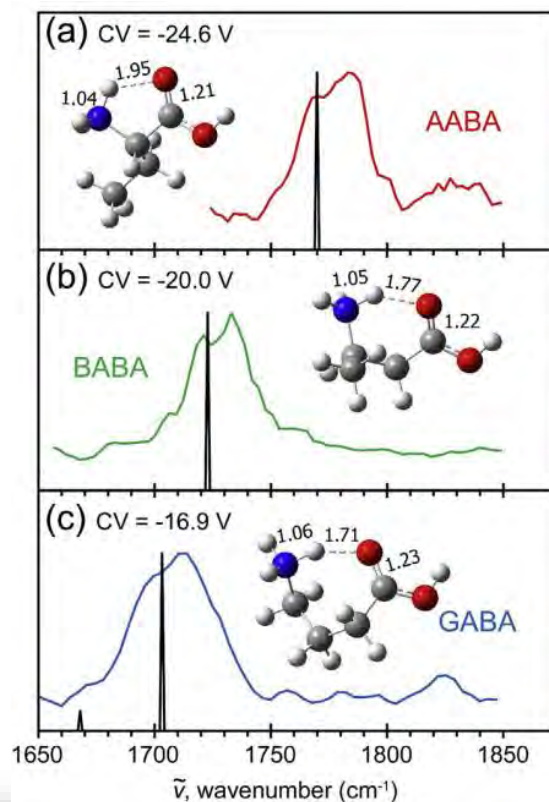 (a) CV = -24.6 V
1.95
1.04
1.21
AABA
(b) CV = -20.0 V
1.05
1.77
1.22
BABA
(c) CV = -16.9 V
1.06
1.71
1.23
GABA
1650 1700 1750 1800 1850
ν̃, wavenumber (cm⁻¹)